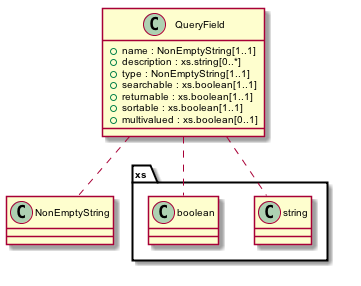 C QueryField
name : NonEmptyString[1..1]
description : xs.string[0..*]
type : NonEmptyString[1..1]
searchable : xs.boolean[1..1]
returnable : xs.boolean[1..1]
sortable : xs.boolean[1..1]
multivalued : xs.boolean[0..1]
xs
C NonEmptyString
C boolean
C string